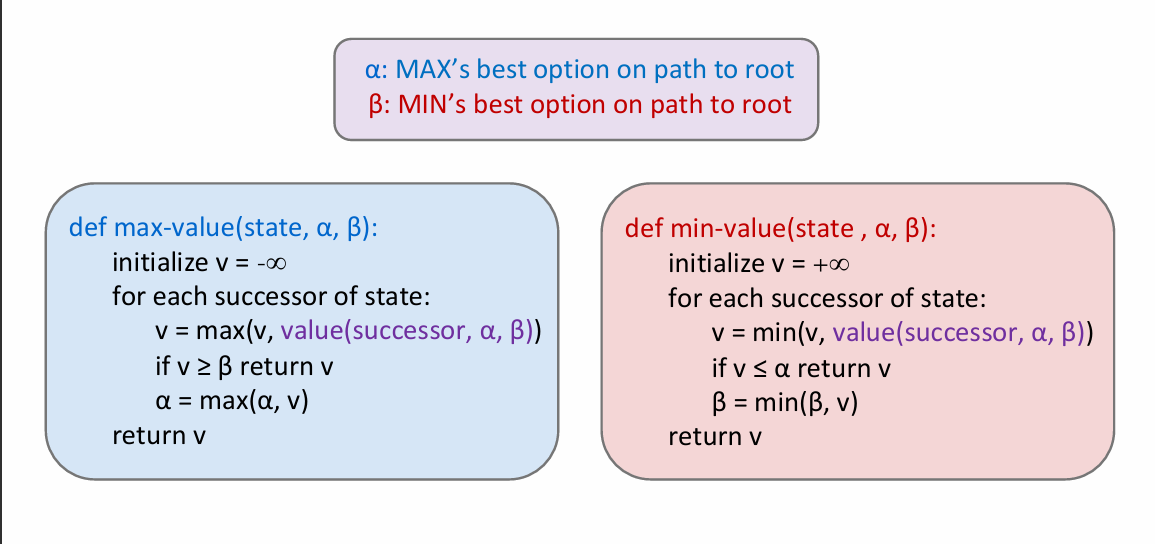 α: MAX’s best option on path to root
β: MIN’s best option on path to root
def max-value(state, α, β):
initialize v = -∞
for each successor of state:
v = max(v, value(successor, α, β))
if v ≥ β return v
α = max(α, v)
return v
def min-value(state , α, β):
initialize v = +∞
for each successor of state:
v = min(v, value(successor, α, β))
if v ≤ α return v
β = min(β, v)
return v